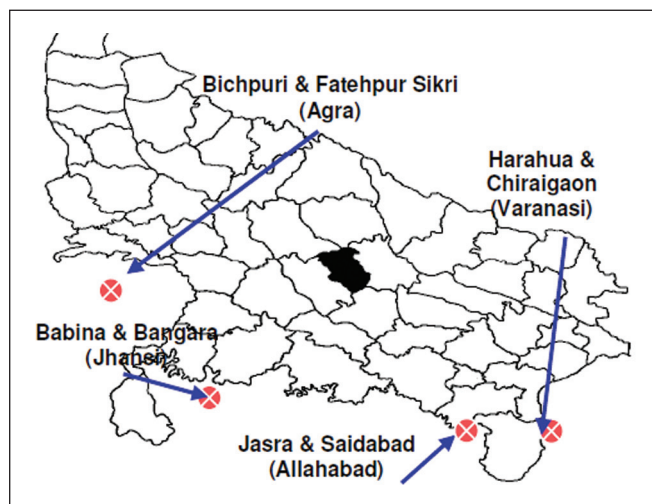 Bichpuri & Fatehpur Sikri
(Agra)
Harahua &
Chiraigaon
(Varanasi)
Babina & Bangara
(Jhansi)
Jasra & Saidabad
(Allahabad)